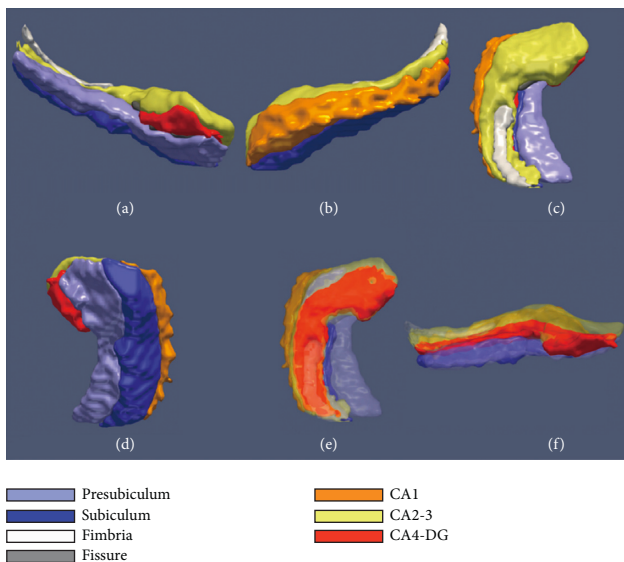 (a) (b) (c)
(d) (e) (f)
Presubiculum CA1
Subiculum CA2-3
Fimbria CA4-DG
Fissure